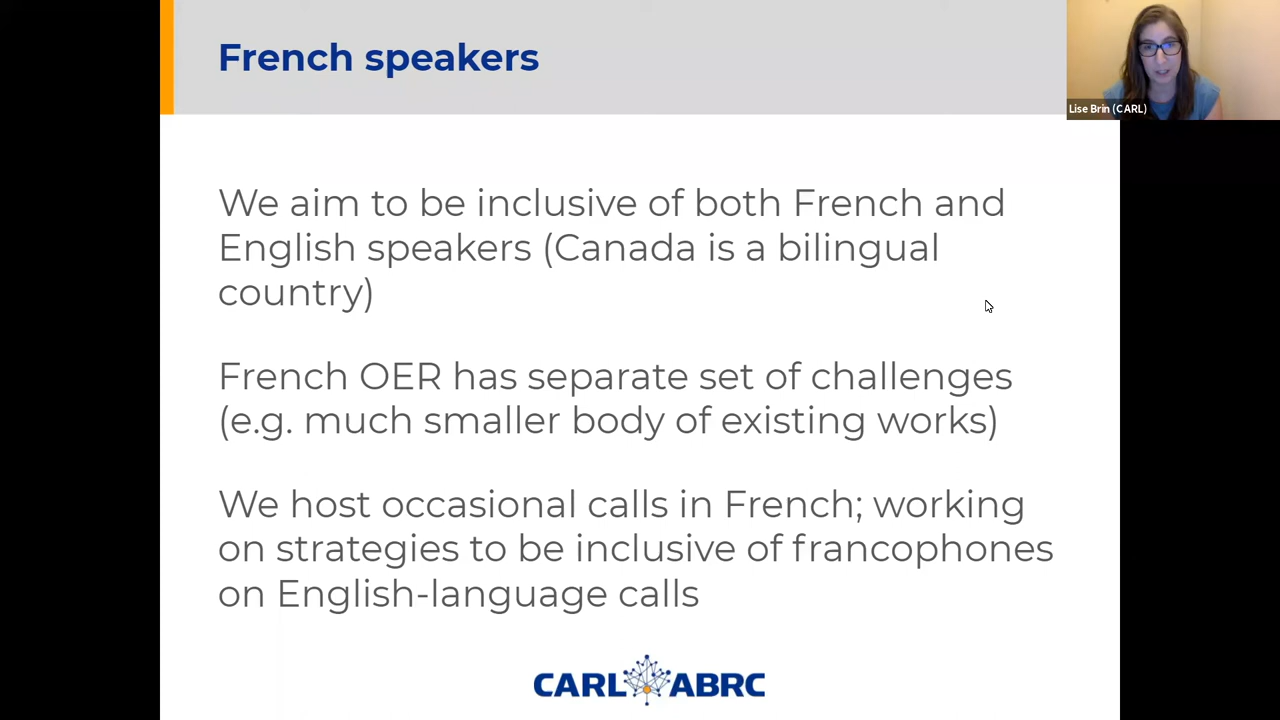 French speakers
Lise Brin (CARL)
We aim to be inclusive of both French and
English speakers (Canada is a bilingual
country)
French OER has separate set of challenges
(e.g. much smaller body of existing works)
We host occasional calls in French; working
on strategies to be inclusive of francophones
on English-language calls
CARL ABRC